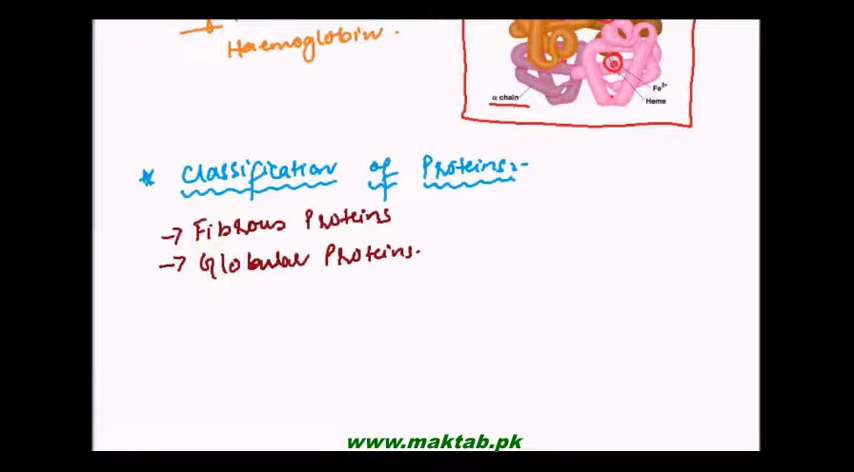 Haemoglobin.
α chain
Fe2+
Heme
* Classification of Proteins:-
→ Fibrous Proteins
→ Globular Proteins.
www.maktab.pk